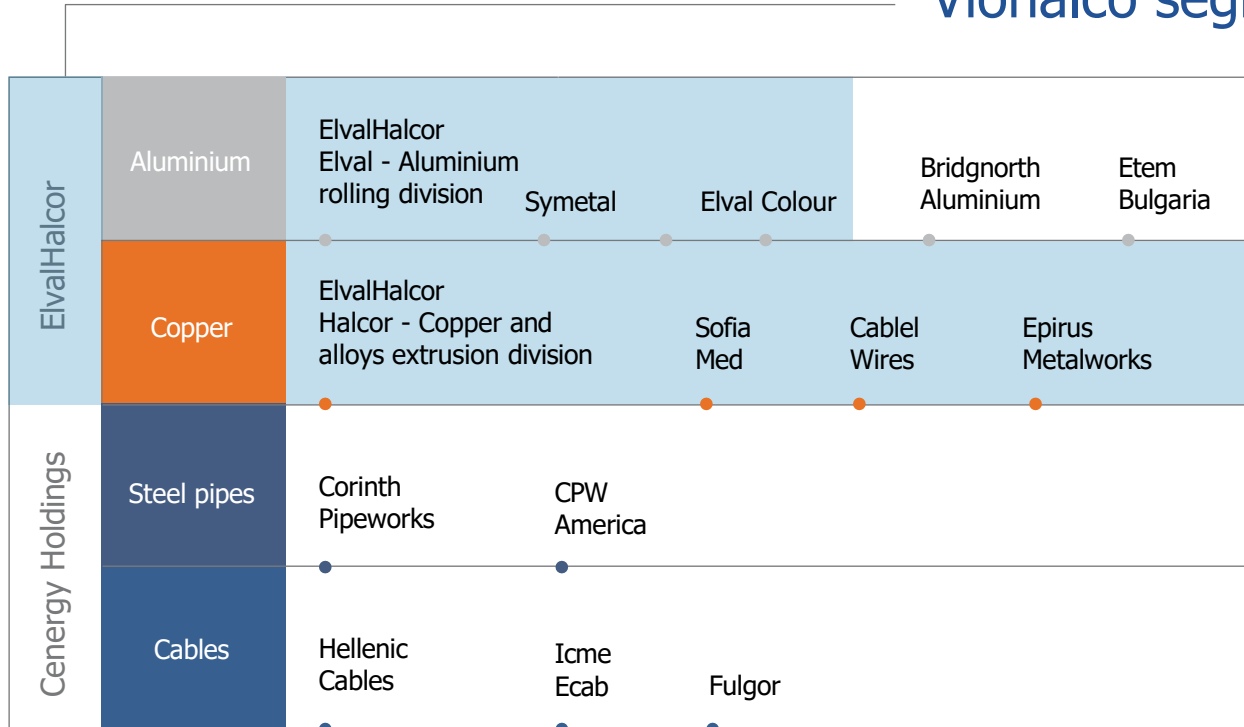 Viohalco seg
ElvalHalcor
Aluminium
ElvalHalcor
Elval - Aluminium
rolling division
Symetal
Elval Colour
Bridgnorth
Aluminium
Etem
Bulgaria
Copper
ElvalHalcor
Halcor - Copper and
alloys extrusion division
Sofia
Med
Cablel
Wires
Epirus
Metalworks
Cenergy Holdings
Steel pipes
Corinth
Pipeworks
CPW
America
Cables
Hellenic
Cables
Icme
Ecab
Fulgor